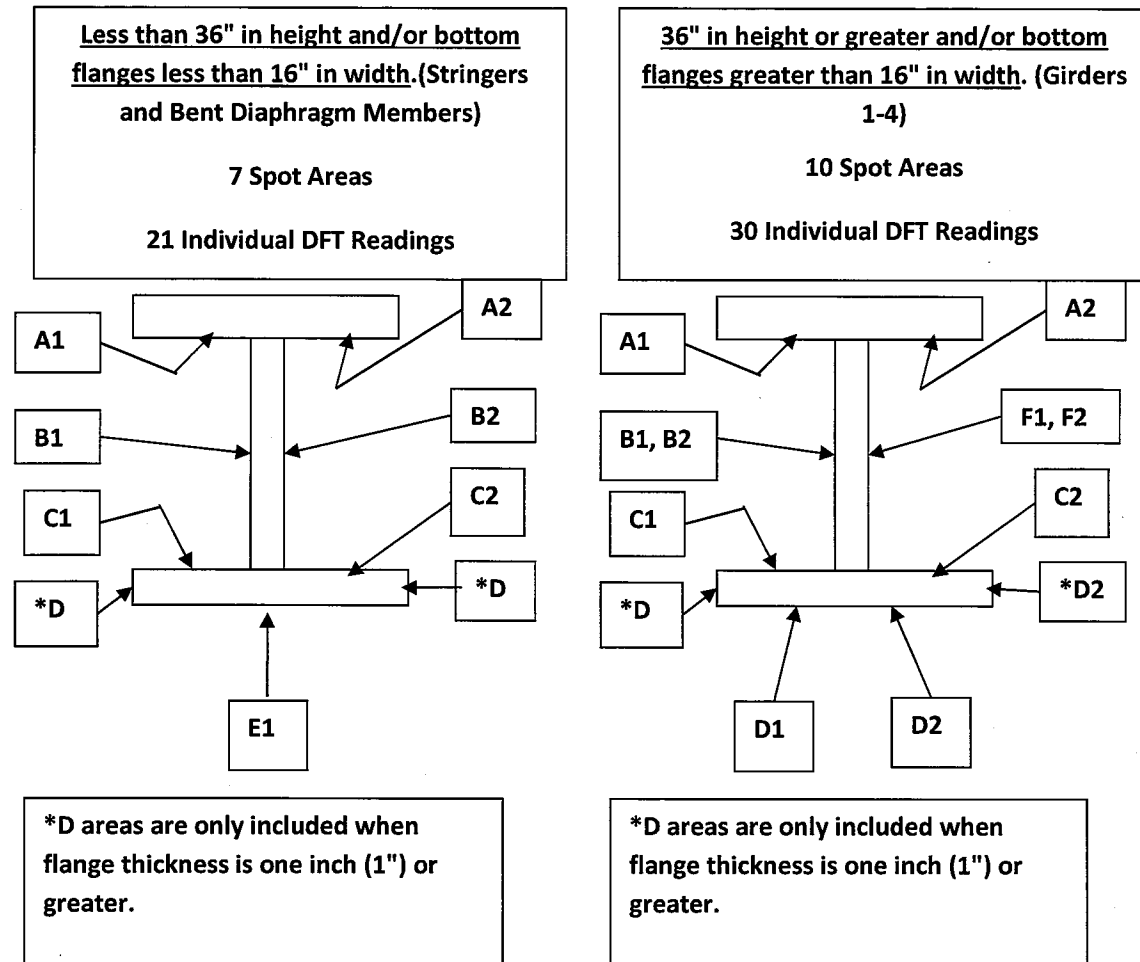 Less than 36" in height and/or bottom
flanges less than 16" in width.(Stringers
and Bent Diaphragm Members)
7 Spot Areas
21 Individual DFT Readings
A1
A2
B1
B2
C1
C2
*D
*D
E1
*D areas are only included when
flange thickness is one inch (1") or
greater.
36" in height or greater and/or bottom
flanges greater than 16" in width. (Girders
1-4)
10 Spot Areas
30 Individual DFT Readings
A1
A2
B1, B2
F1, F2
C1
C2
*D
*D2
D1
D2
*D areas are only included when
flange thickness is one inch (1") or
greater.